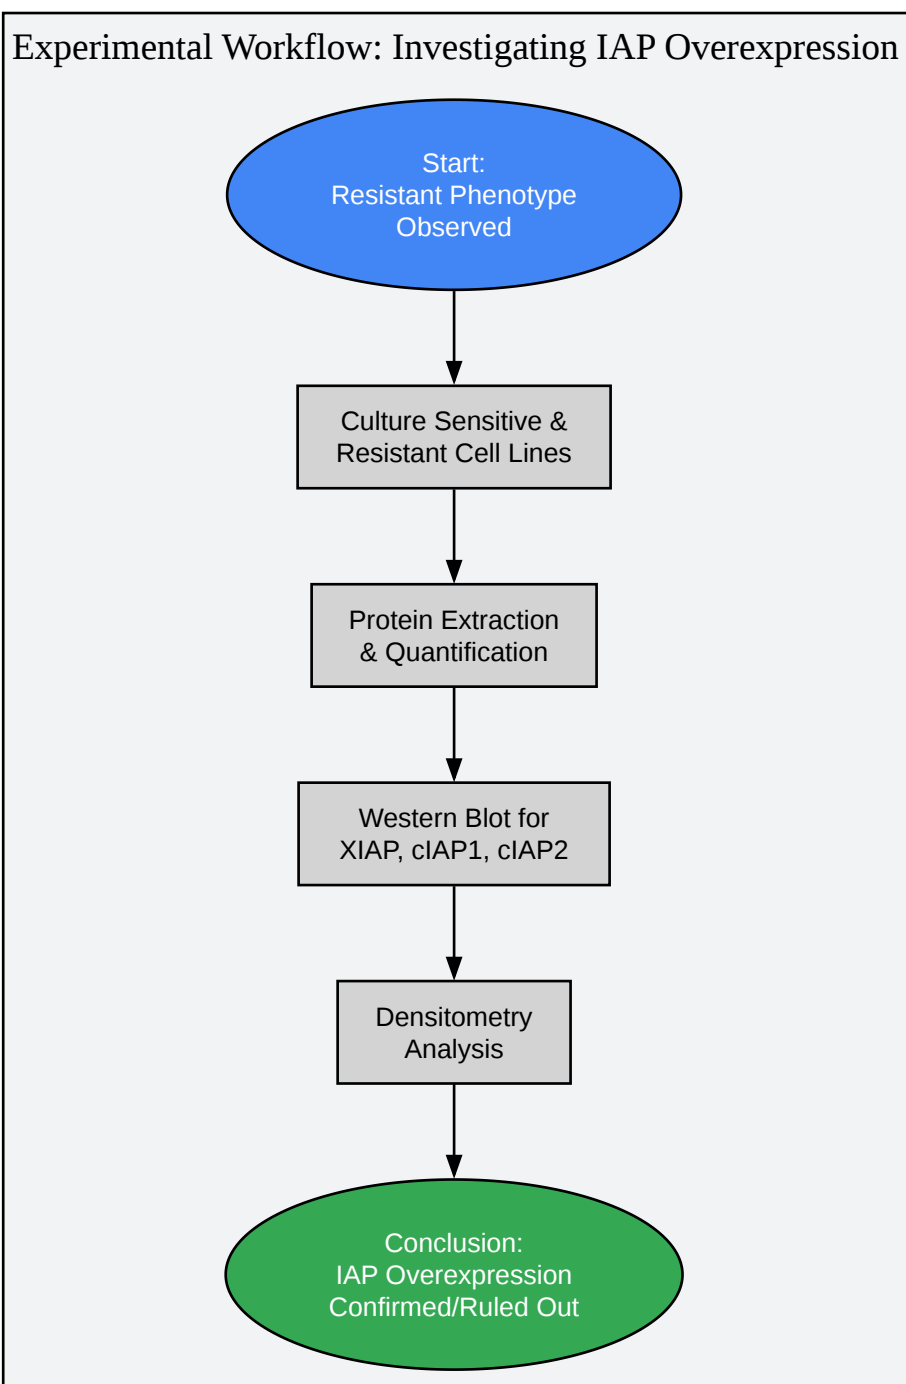 Experimental Workflow: Investigating IAP Overexpression
Start:
Resistant Phenotype
Observed
Culture Sensitive &
Resistant Cell Lines
Protein Extraction
& Quantification
Western Blot for
XIAP, cIAP1, cIAP2
Densitometry
Analysis
Conclusion:
IAP Overexpression
Confirmed/Ruled Out